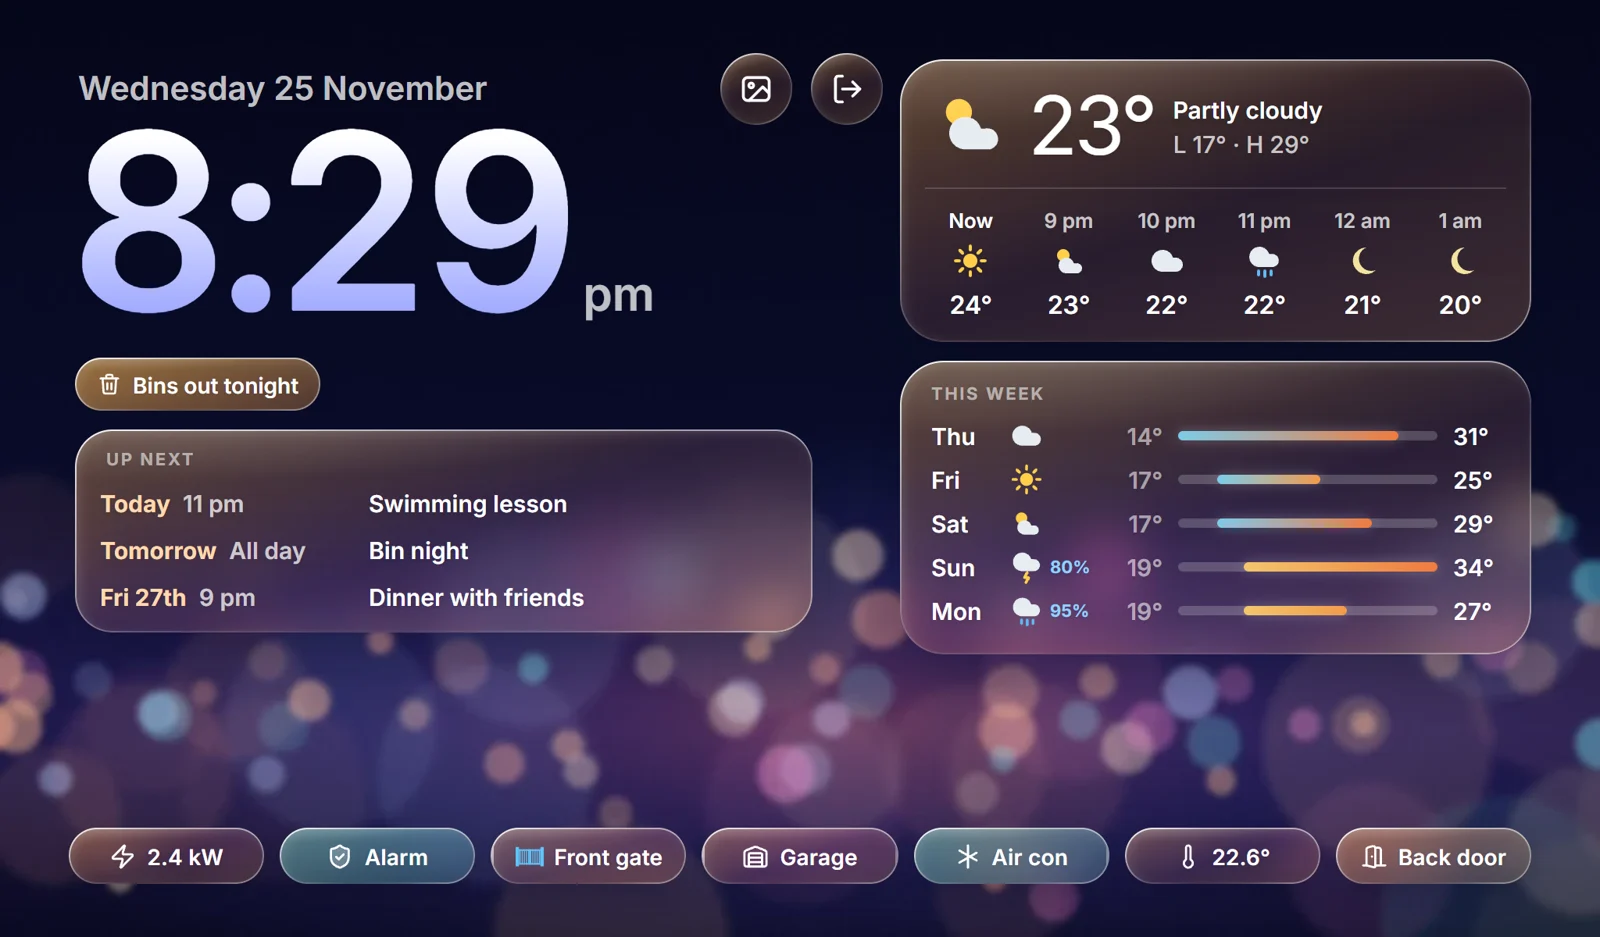 Wednesday 25 November
8:29 pm
Bins out tonight
UP NEXT
Today 11 pm Swimming lesson
Tomorrow All day Bin night
Fri 27th 9 pm Dinner with friends
23° Partly cloudy
L 17° · H 29°
Now 9 pm 10 pm 11 pm 12 am 1 am
24° 23° 22° 22° 21° 20°
THIS WEEK
Thu 14° 31°
Fri 17° 25°
Sat 17° 29°
Sun 80% 19° 34°
Mon 95% 19° 27°
2.4 kW Alarm Front gate Garage Air con 22.6° Back door